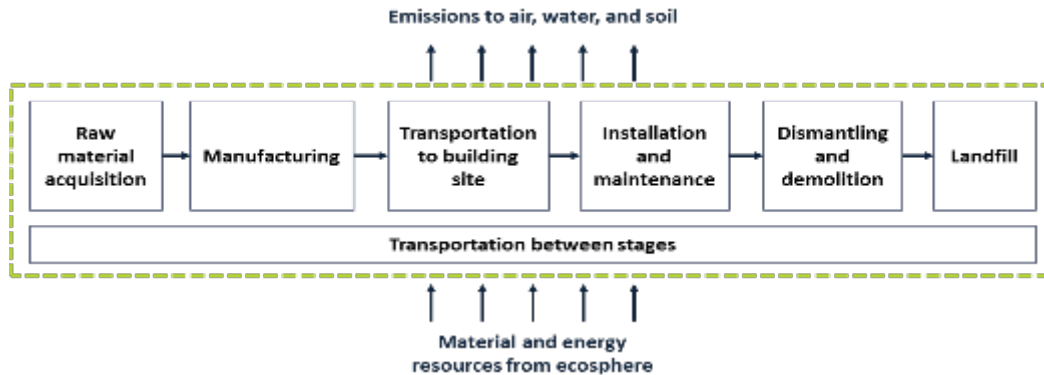 Emissions to air, water, and soil
Raw
material
acquisition
Manufacturing
Transportation
to building
site
Installation
and
maintenance
Dismantling
and
demolition
Landfill
Transportation between stages
Material and energy
resources from ecosphere